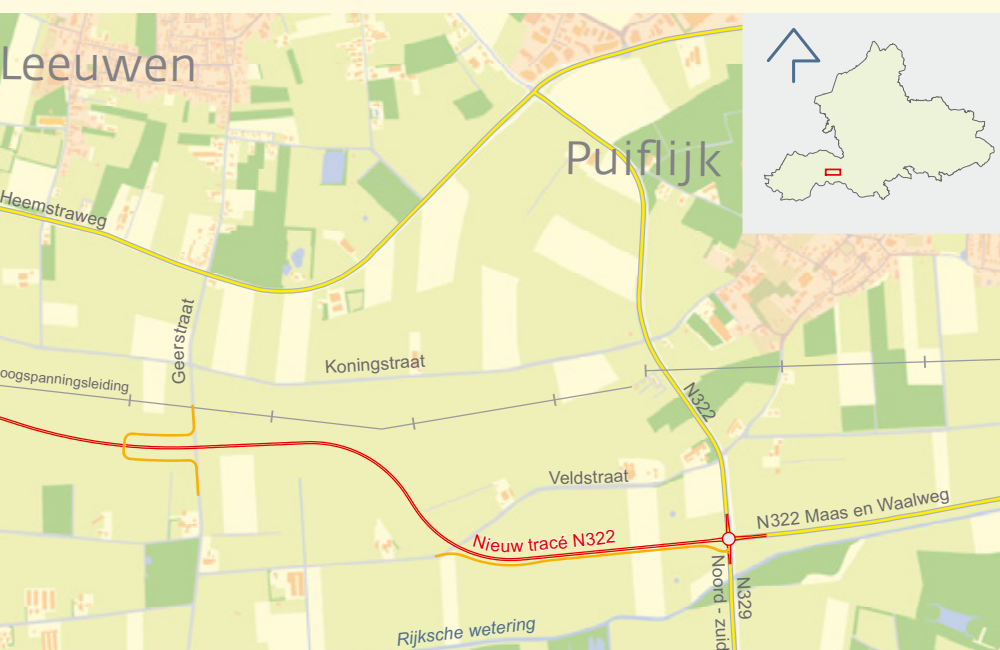 Leeuwen
Puiflijk
Heemstraweg
Geerstraat
Koningstraat
oogspanningsleiding
N322
Veldstraat
N322 Maas en Waalweg
Nieuw tracé N322
Noord - zuid
N329
Rijksche wetering